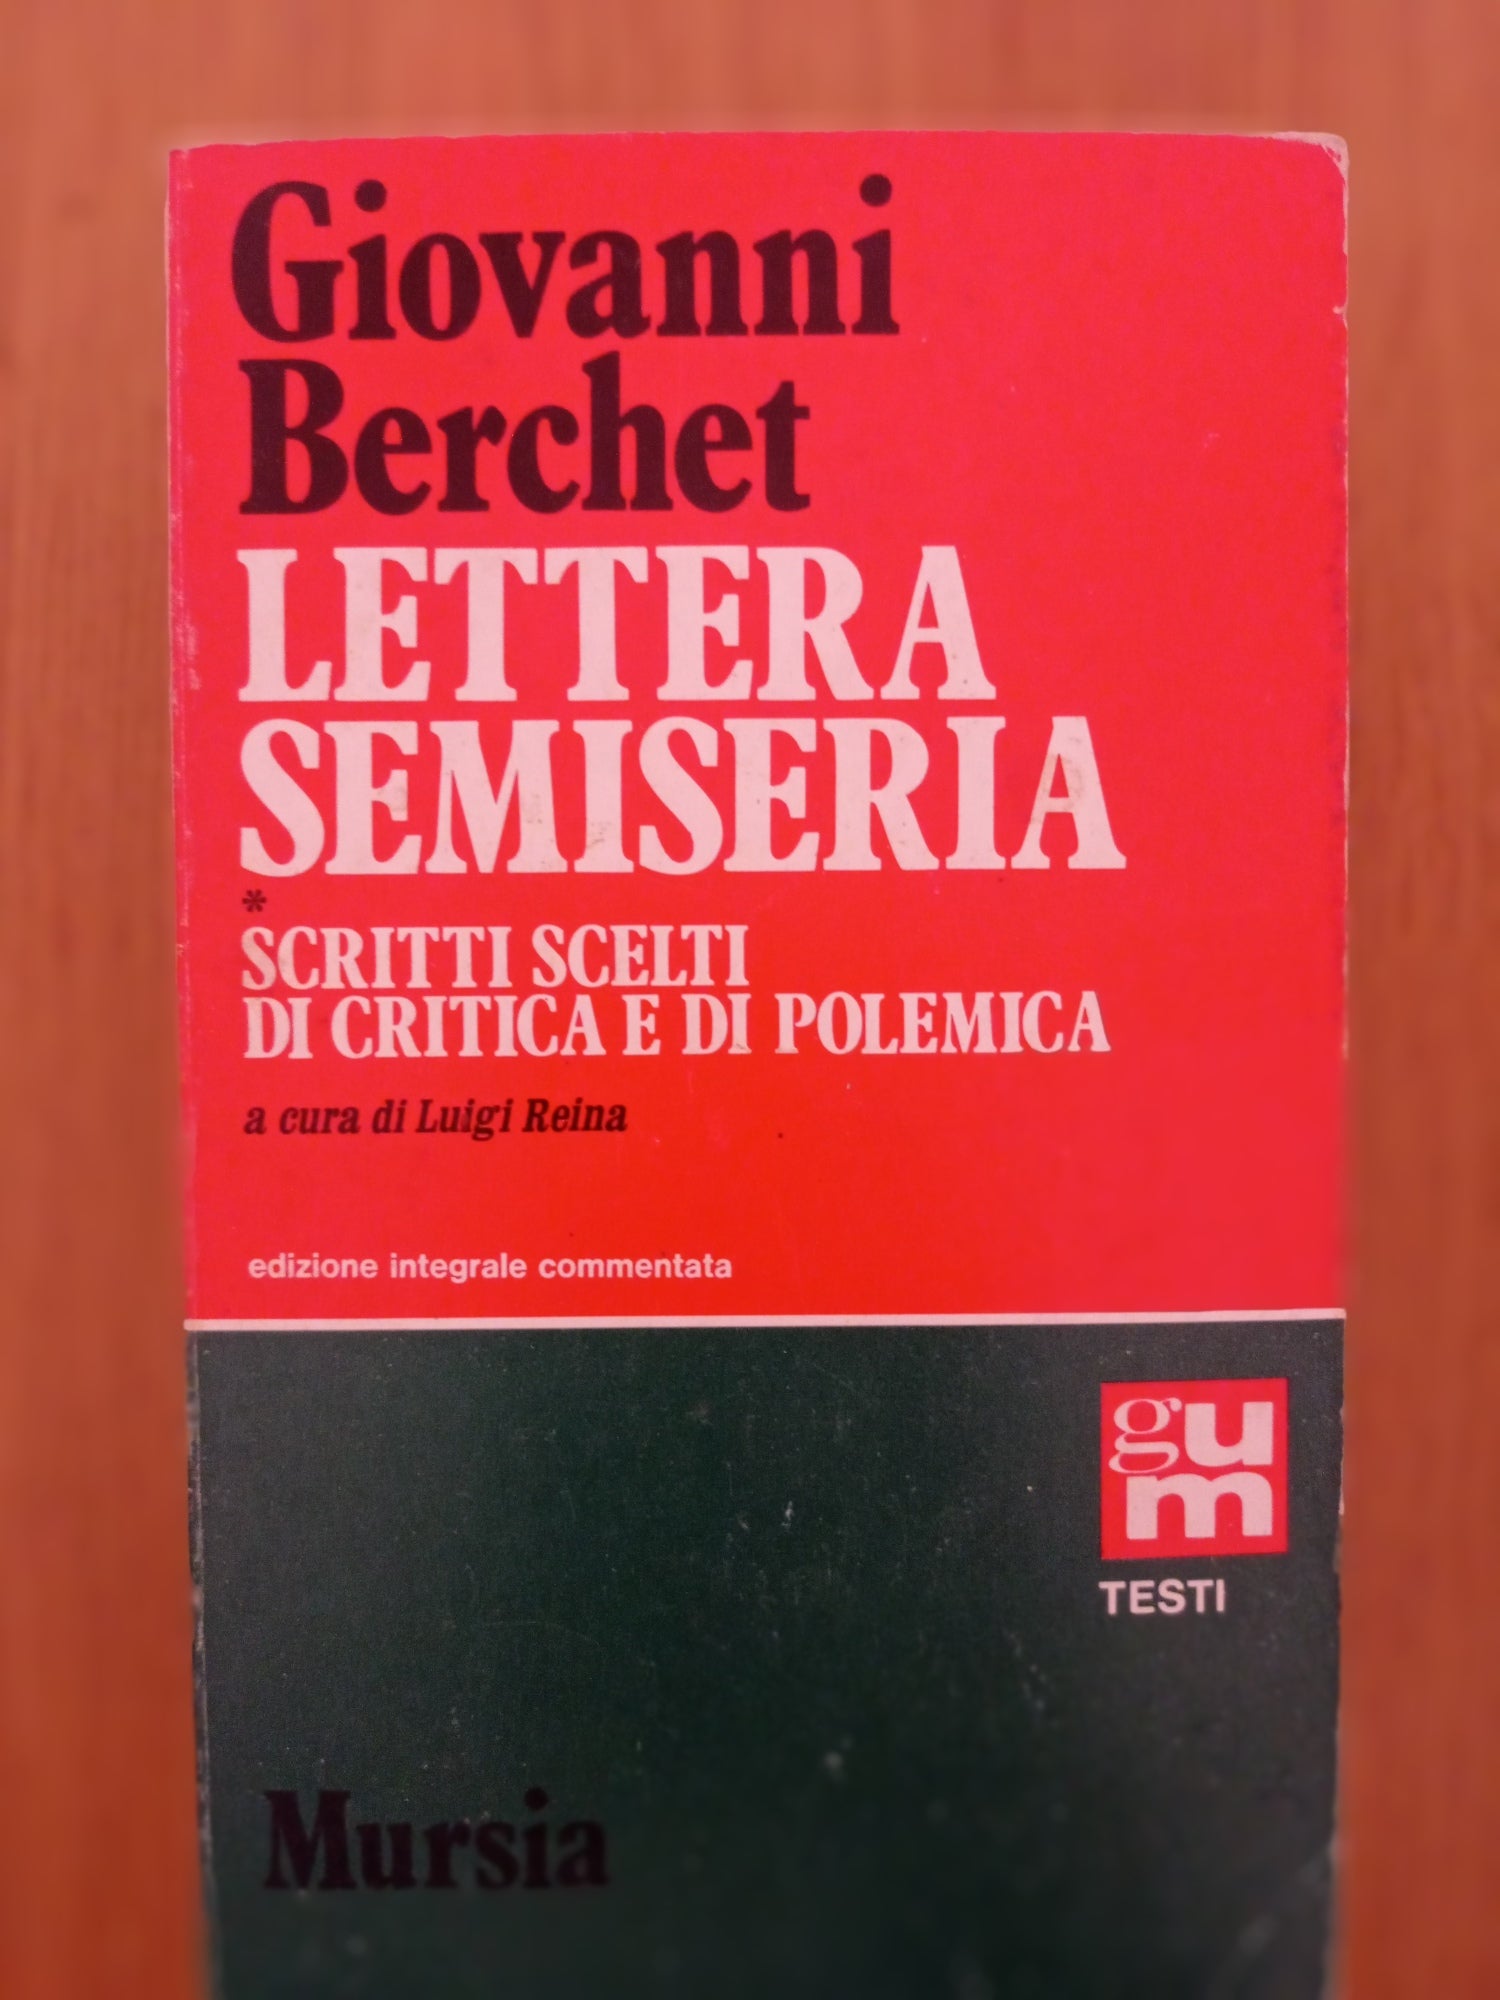 Giovanni
Berchet
LETTERA
SEMISERIA
*
SCRITTI SCELTI
DI CRITICA E DI POLEMICA
a cura di Luigi Reina
edizione integrale commentata
gu
m
TESTI
Mursia